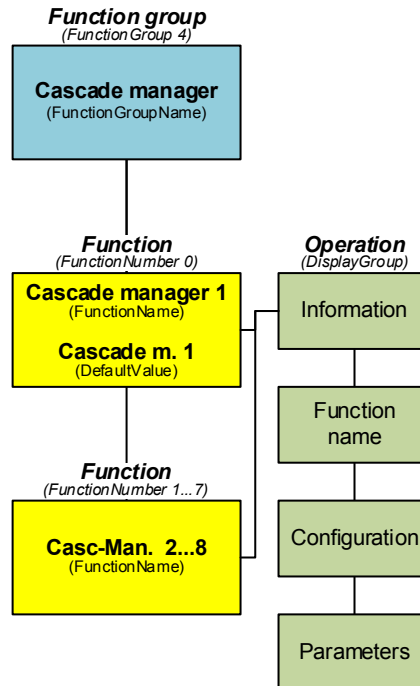 Function group
(FunctionGroup 4)
Cascade manager
(FunctionGroupName)
Function
(FunctionNumber 0)
Cascade manager 1
(FunctionName)
Cascade m. 1
(DefaultValue)
Function
(FunctionNumber 1...7)
Casc-Man. 2...8
(FunctionName)
Operation
(DisplayGroup)
Information
Function
name
Configuration
Parameters